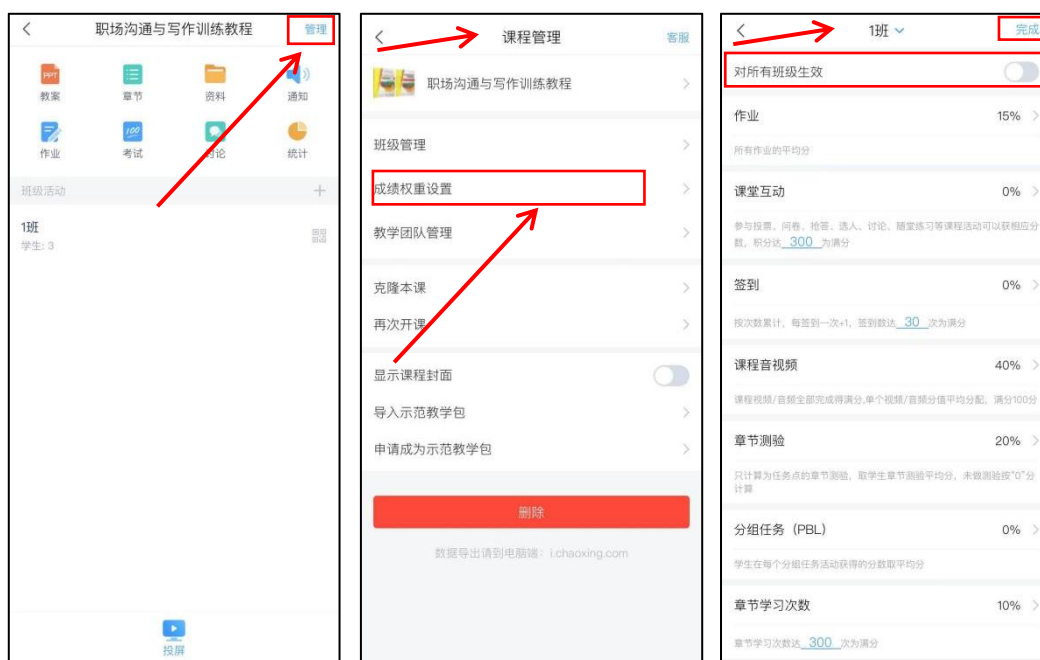 职场沟通与写作训练教程
管理
教案
章节
资料
通知
作业
考试
讨论
统计
班级活动
1班
学生: 3
投屏
课程管理
客服
职场沟通与写作训练教程
班级管理
成绩权重设置
教学团队管理
克隆本课
再次开课
显示课程封面
导入示范教学包
申请成为示范教学包
删除
数据导出请到电脑端：i.chaoxing.com
1班
完成
对所有班级生效
作业 15%
所有作业的平均分
课堂互动 0%
参与投票、问卷、抢答、选人、讨论、随堂练习等课程活动可以获相应分
数，积分达 300 为满分
签到 0%
按次数累计，每签到一次+1，签到数达 30 次为满分
课程音视频 40%
课程视频/音频全部完成得满分,单个视频/音频分值平均分配，满分100分
章节测验 20%
只计算为任务点的章节测验，取学生章节测验平均分，未做测验按"0"分
计算
分组任务（PBL） 0%
学生在每个分组任务活动获得的分数取平均分
章节学习次数 10%
章节学习次数达 300 次为满分